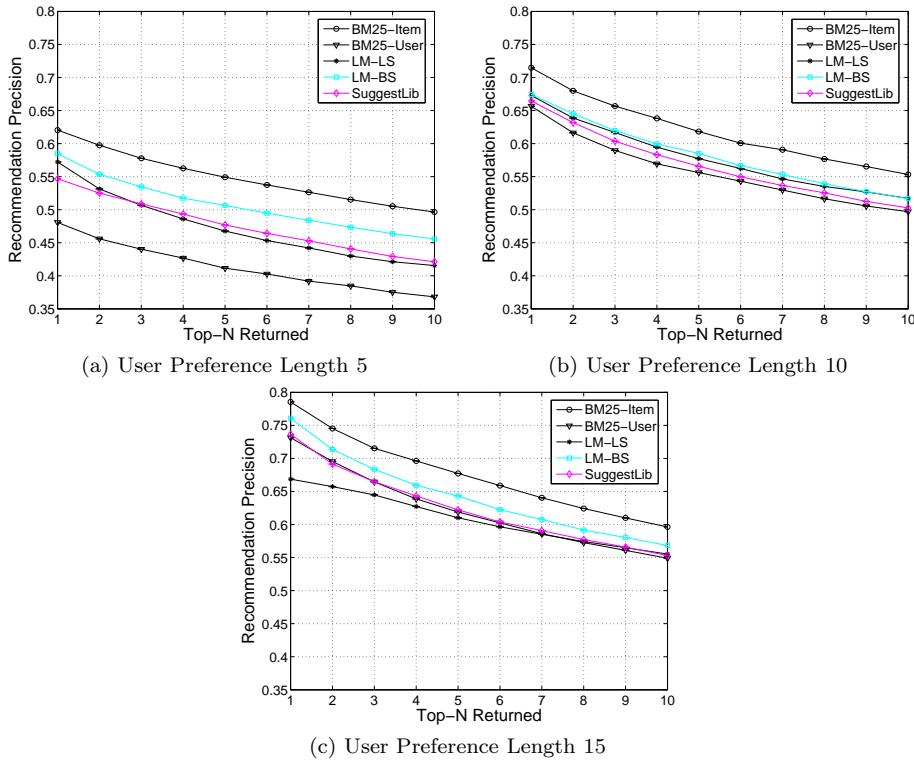 0.8
0.75
0.7
0.65
0.6
0.55
0.5
0.45
0.4
0.35
Recommendation Precision
1 2 3 4 5 6 7 8 9 10
Top−N Returned
BM25−Item
BM25−User
LM−LS
LM−BS
SuggestLib
(a) User Preference Length 5
0.8
0.75
0.7
0.65
0.6
0.55
0.5
0.45
0.4
0.35
Recommendation Precision
1 2 3 4 5 6 7 8 9 10
Top−N Returned
BM25−Item
BM25−User
LM−LS
LM−BS
SuggestLib
(b) User Preference Length 10
0.8
0.75
0.7
0.65
0.6
0.55
0.5
0.45
0.4
0.35
Recommendation Precision
1 2 3 4 5 6 7 8 9 10
Top−N Returned
BM25−Item
BM25−User
LM−LS
LM−BS
SuggestLib
(c) User Preference Length 15